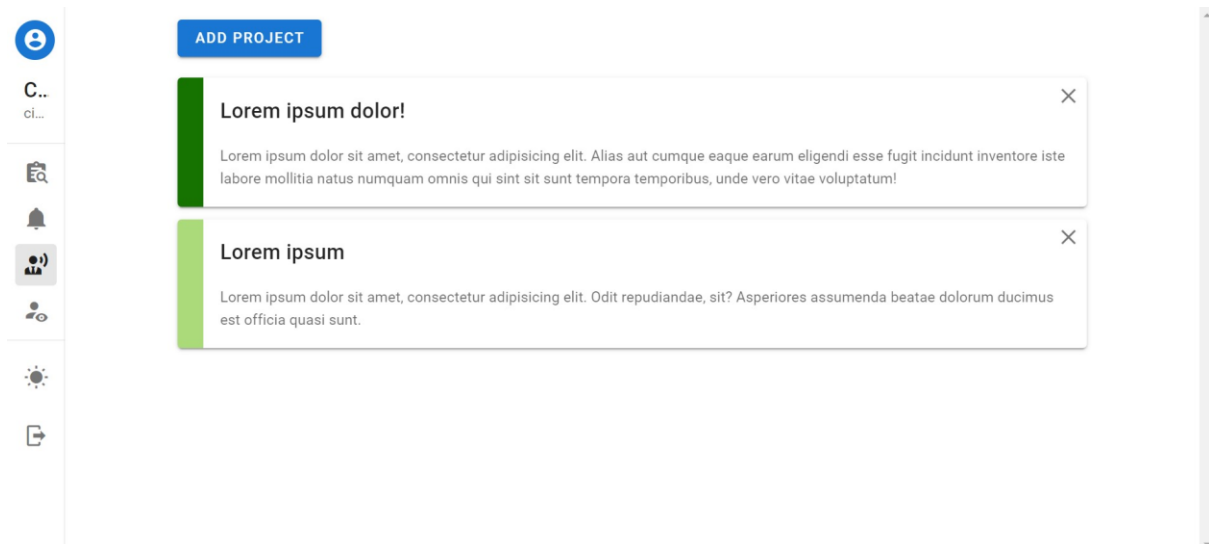 C...
ci...
ADD PROJECT
Lorem ipsum dolor!
Lorem ipsum dolor sit amet, consectetur adipisicing elit. Alias aut cumque eaque earum eligendi esse fugit incidunt inventore iste
labore mollitia natus numquam omnis qui sint sit sunt tempora temporibus, unde vero vitae voluptatum!
Lorem ipsum
Lorem ipsum dolor sit amet, consectetur adipisicing elit. Odit repudiandae, sit? Asperiores assumenda beatae dolorum ducimus
est officia quasi sunt.